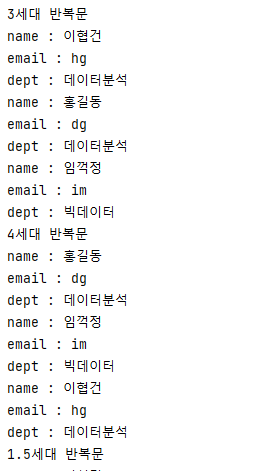 3세대 반복문
name : 이협건
email : hg
dept : 데이터분석
name : 홍길동
email : dg
dept : 데이터분석
name : 임꺽정
email : im
dept : 빅데이터
4세대 반복문
name : 홍길동
email : dg
dept : 데이터분석
name : 임꺽정
email : im
dept : 빅데이터
name : 이협건
email : hg
dept : 데이터분석
1.5세대 반복문